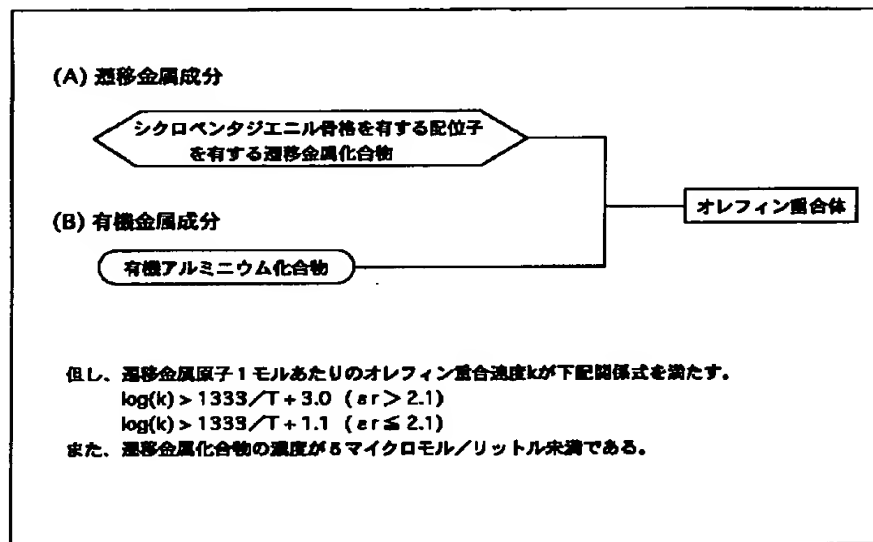 (A) 遷移金属成分
シクロペンタジエニル骨格を有する配位子
を有する遷移金属化合物
オレフィン重合体
(B) 有機金属成分
有機アルミニウム化合物
但し、遷移金属原子1モルあたりのオレフィン重合速度kが下記関係式を満たす。
log(k) > 1333/T + 3.0 (εr > 2.1)
log(k) > 1333/T + 1.1 (εr ≦ 2.1)
また、遷移金属化合物の濃度が5マイクロモル/リットル未満である。